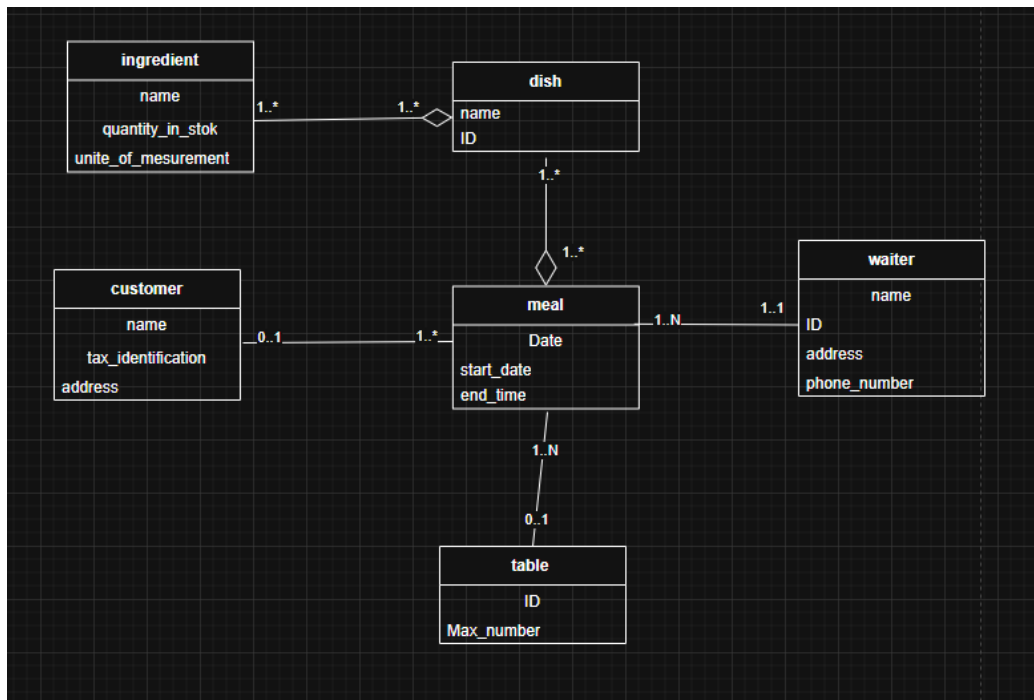 ingredient
name
quantity_in_stok
unite_of_mesurement
1..*
1..*
dish
name
ID
1..*
1..*
customer
name
tax_identification
address
0..1
1..*
meal
Date
start_date
end_time
1..N
1..1
waiter
name
ID
address
phone_number
1..N
0..1
table
ID
Max_number